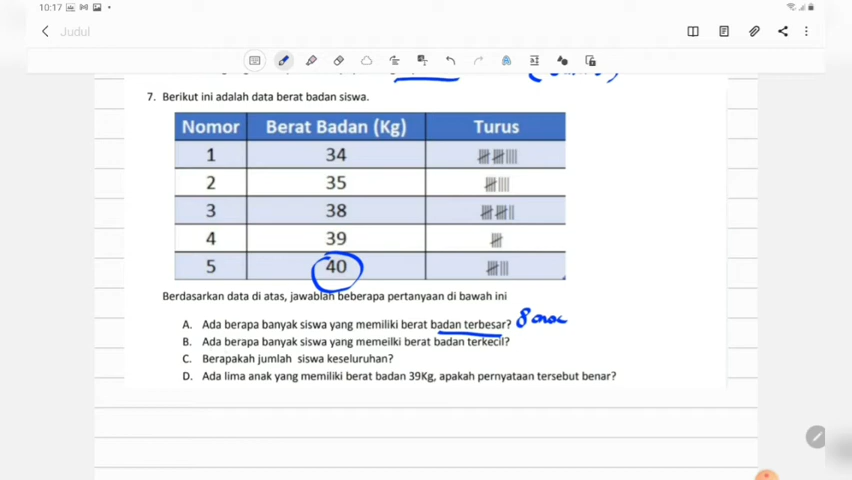 10:17
Judul
7. Berikut ini adalah data berat badan siswa.
Nomor Berat Badan (Kg) Turus
1 34
2 35
3 38
4 39
5 40
Berdasarkan data di atas, jawablah beberapa pertanyaan di bawah ini
A. Ada berapa banyak siswa yang memiliki berat badan terbesar? 8
B. Ada berapa banyak siswa yang memeilki berat badan terkecil?
C. Berapakah jumlah siswa keseluruhan?
D. Ada lima anak yang memiliki berat badan 39Kg, apakah pernyataan tersebut benar?